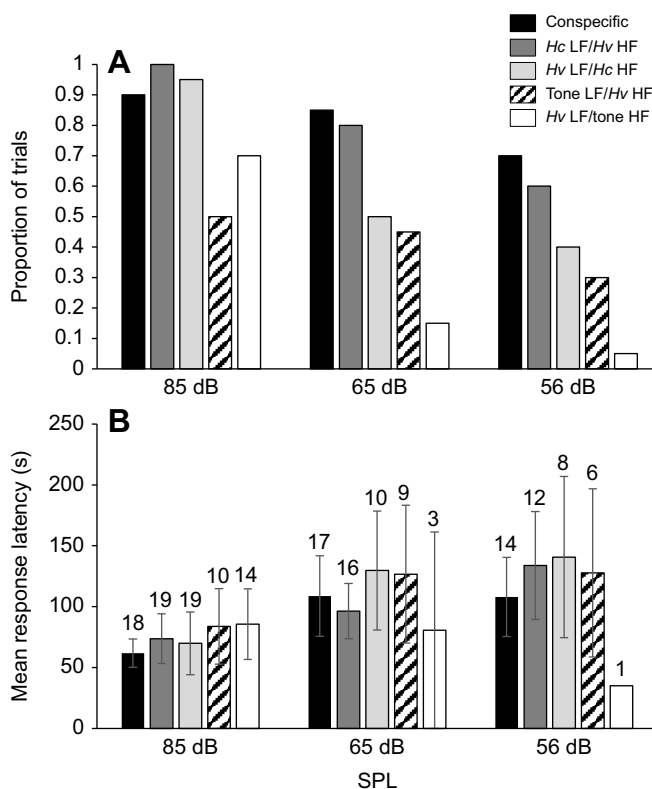 Conspecific
Hc LF/Hv HF
Hv LF/Hc HF
Tone LF/Hv HF
Hv LF/tone HF
A
Proportion of trials
1
0.9
0.8
0.7
0.6
0.5
0.4
0.3
0.2
0.1
0
85 dB 65 dB 56 dB
B
Mean response latency (s)
250
200
150
100
50
0
18 19 19 10 14
17 16 10 9 3
14 12 8 6 1
85 dB 65 dB 56 dB
SPL